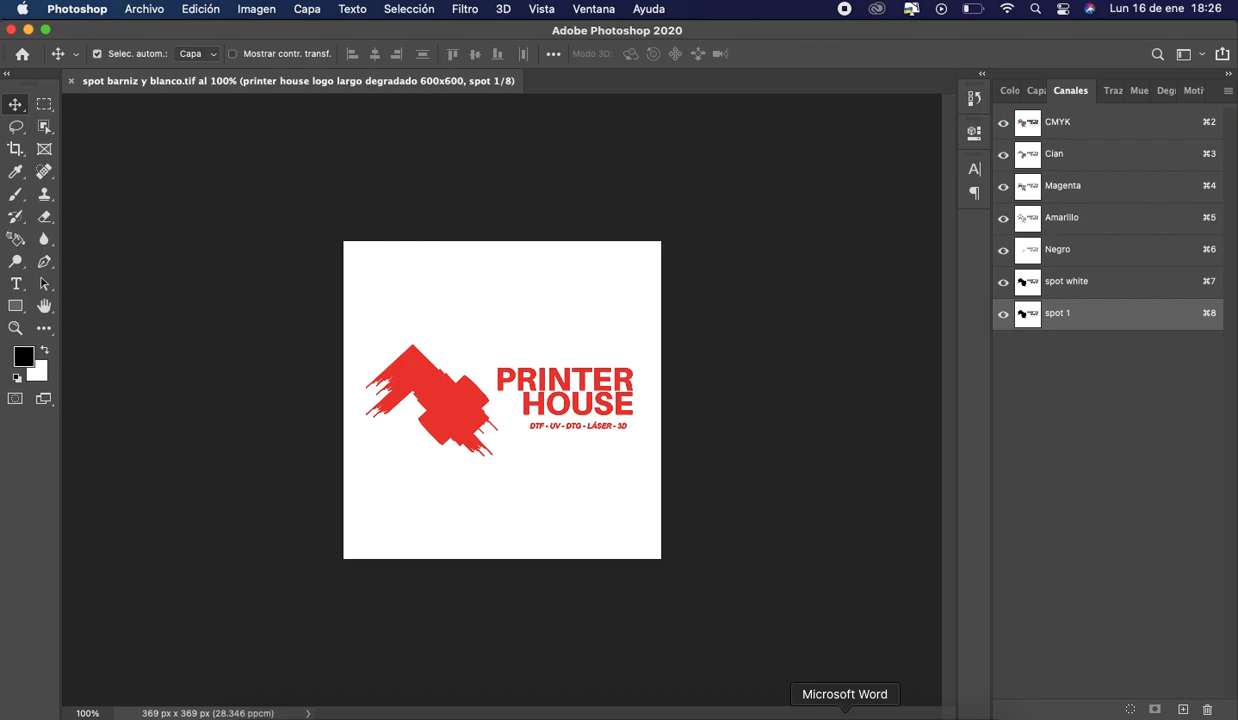 Photoshop Archivo Edición Imagen Capa Texto Selección Filtro 3D Vista Ventana Ayuda Lun 16 de ene 18:26
Adobe Photoshop 2020
Selec. autom.: Capa Mostrar contr. transf. Modo 3D:
spot barniz y blanco.tif al 100% (printer house logo largo degradado 600x600, spot 1/8)
Colo Capa Canales Traz Mue Deg Moti
CMYK ⌘2
Cian ⌘3
Magenta ⌘4
Amarillo ⌘5
Negro ⌘6
spot white ⌘7
spot 1 ⌘8
PRINTER
HOUSE
DTF - UV - DTG - LÁSER - 3D
Microsoft Word
100% 369 px x 369 px (28.346 ppcm)